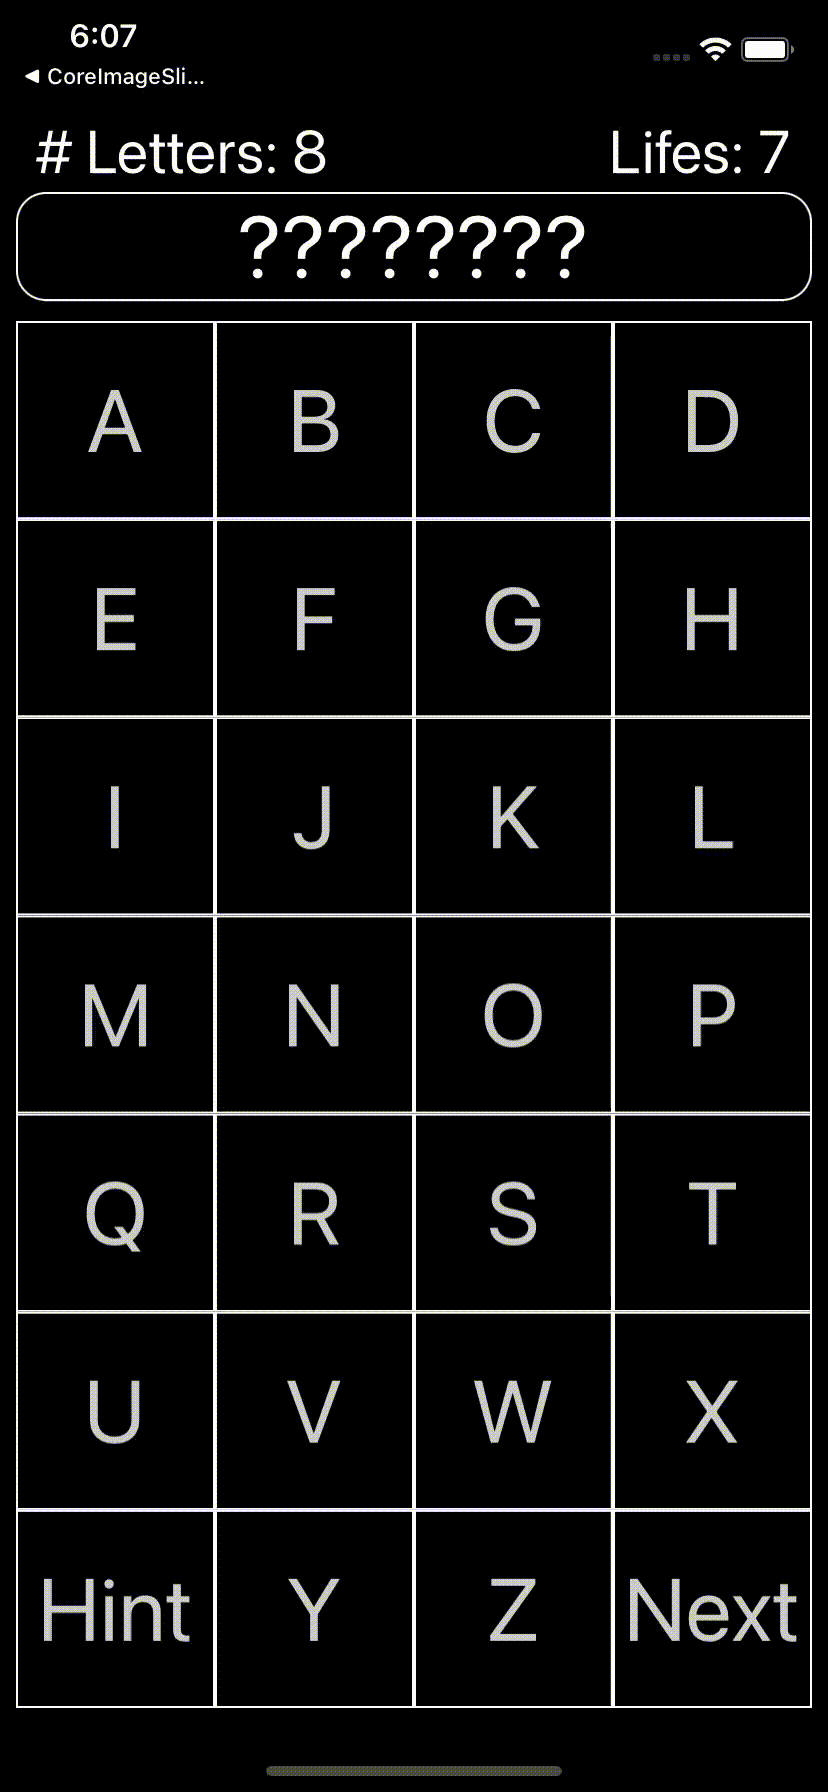 6:07
◀ CoreImageSli...
# Letters: 8 Lifes: 7
????????
A B C D
E F G H
I J K L
M N O P
Q R S T
U V W X
Hint Y Z Next